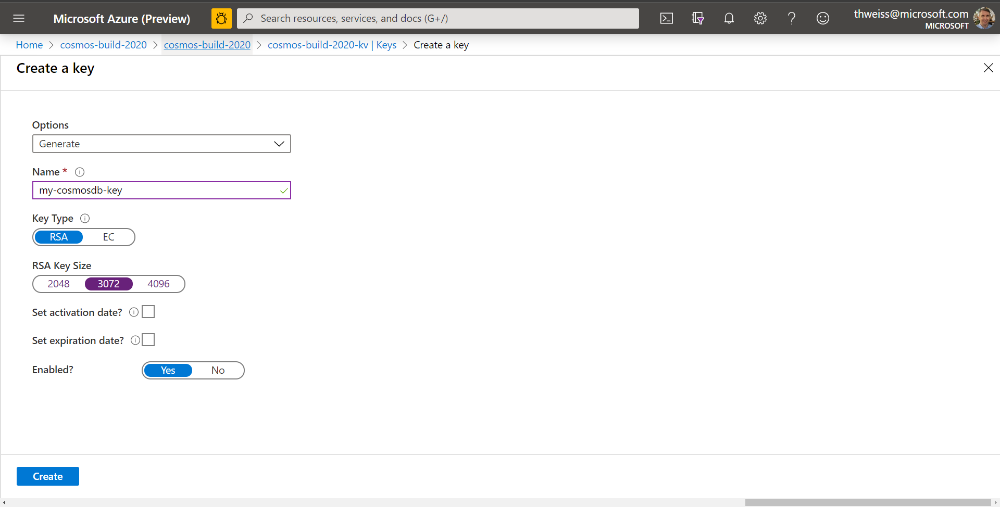 Microsoft Azure (Preview)
Search resources, services, and docs (G+/)
thweiss@microsoft.com
MICROSOFT
Home > cosmos-build-2020 > cosmos-build-2020 > cosmos-build-2020-kv | Keys > Create a key
Create a key
Options
Generate
Name *
my-cosmosdb-key
Key Type
RSA EC
RSA Key Size
2048 3072 4096
Set activation date?
Set expiration date?
Enabled? Yes No
Create